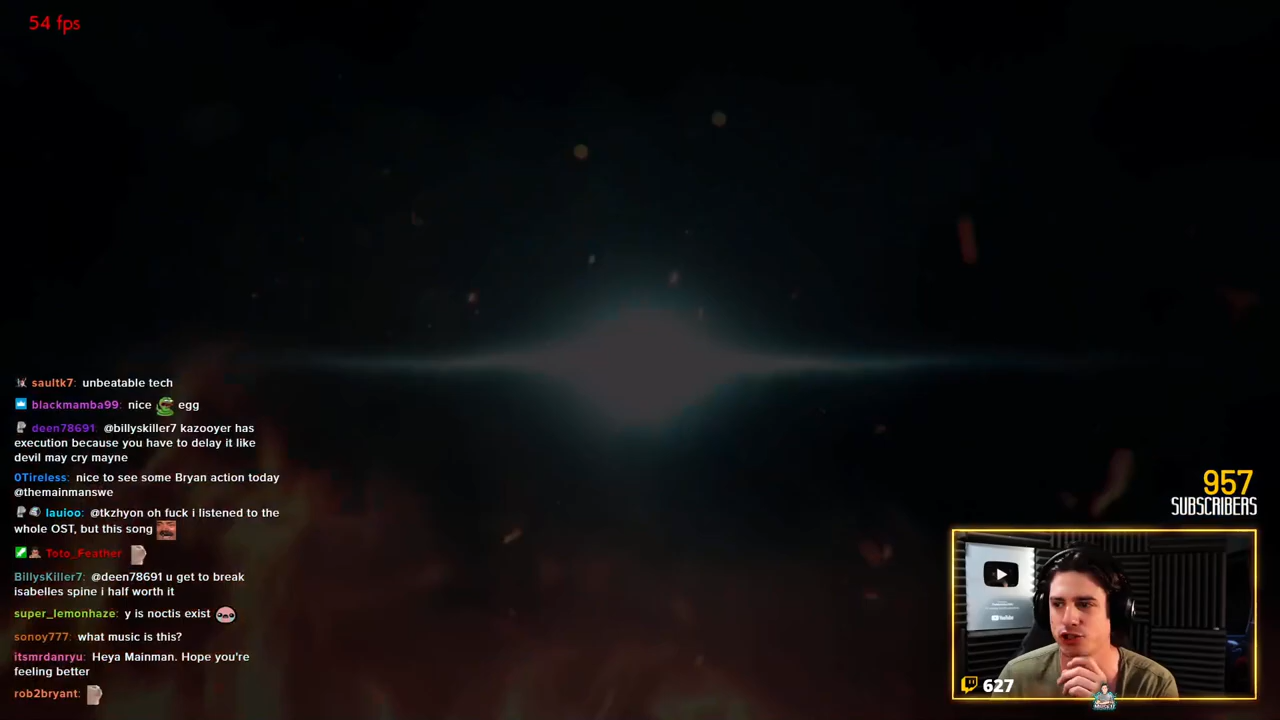 54 fps
saultk7: unbeatable tech
blackmamba99: nice egg
deen78691: @billyskiller7 kazooyer has
execution because you have to delay it like
devil may cry mayne
0Tireless: nice to see some Bryan action today
@themainmanswe
lauioo: @tkzhyon oh fuck i listened to the
whole OST, but this song
Toto_Feather
BillysKiller7: @deen78691 u get to break
isabelles spine i half worth it
super_lemonhaze: y is noctis exist
sonoy777: what music is this?
itsmrdanryu: Heya Mainman. Hope you're
feeling better
rob2bryant:
957
SUBSCRIBERS
YouTube
627